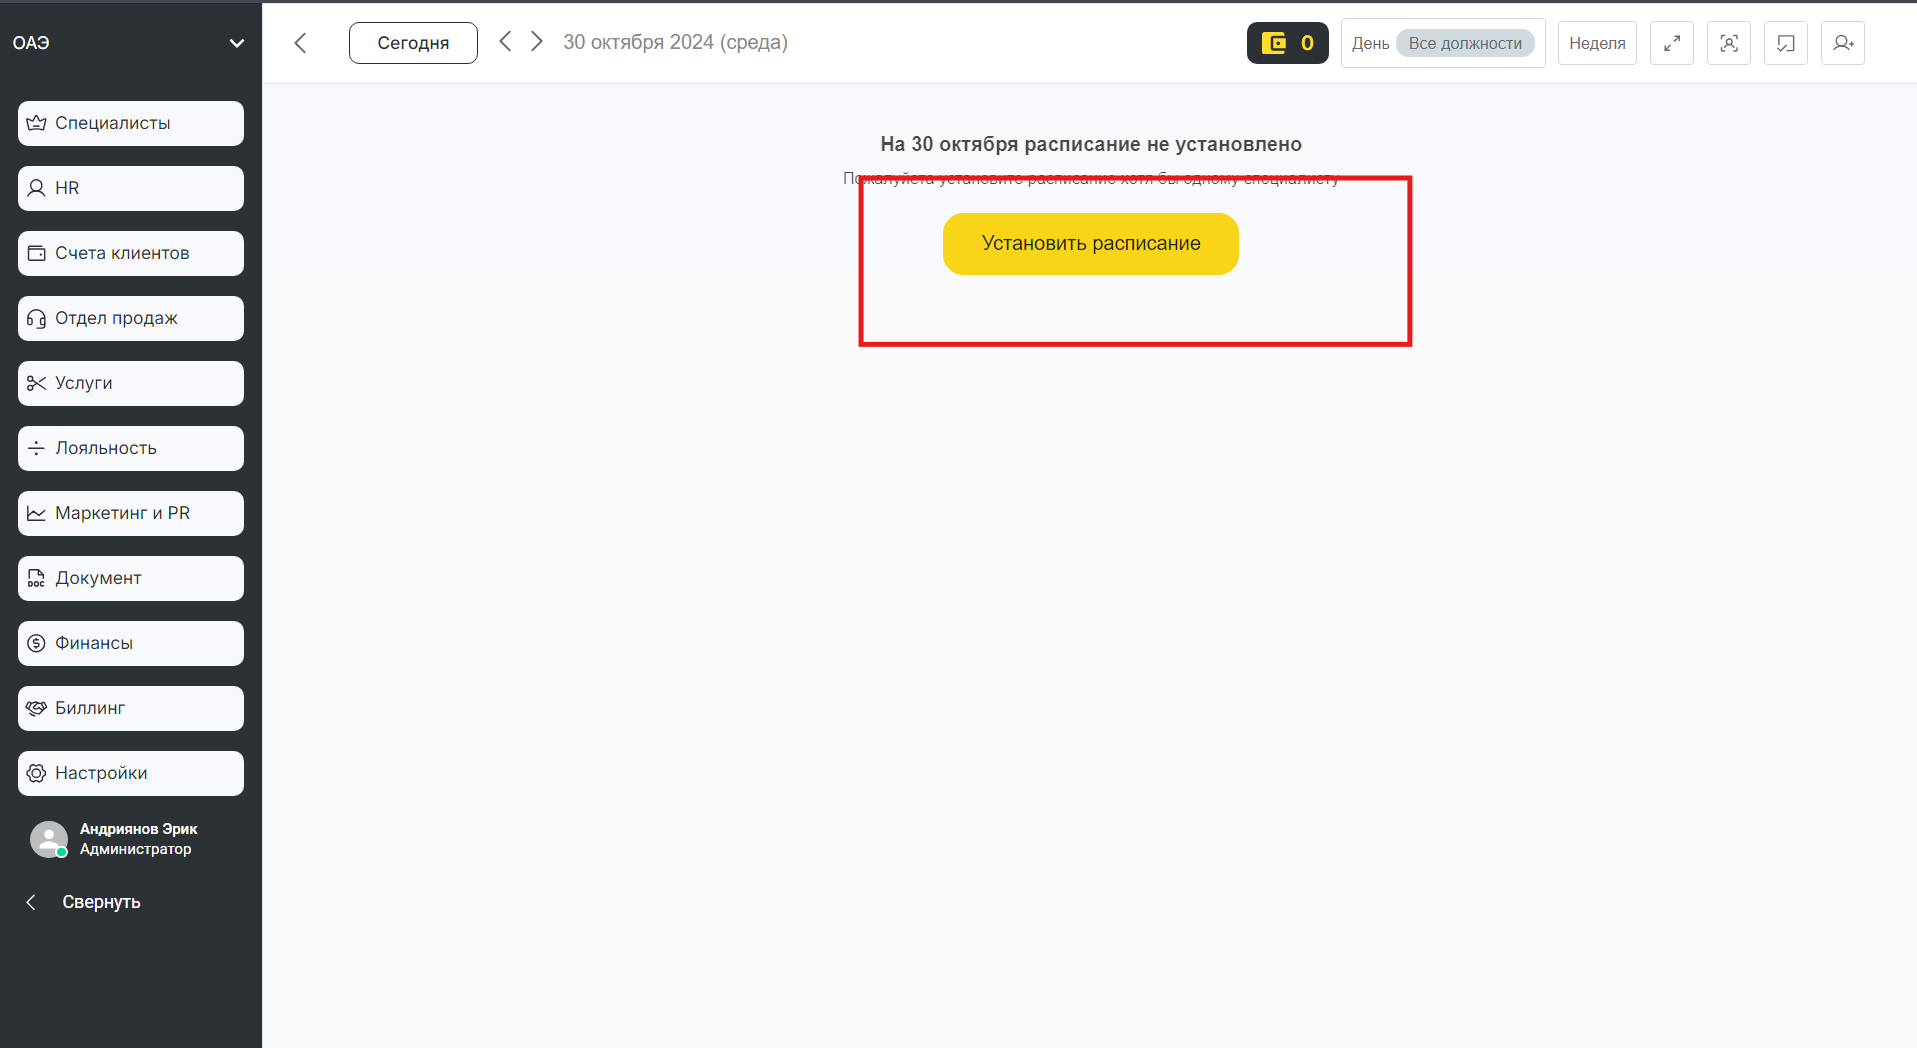 ОАЭ
Специалисты
HR
Счета клиентов
Отдел продаж
Услуги
Лояльность
Маркетинг и PR
Документ
Финансы
Биллинг
Настройки
Андриянов Эрик
Администратор
Свернуть
Сегодня
30 октября 2024 (среда)
0
День Все должности
Неделя
На 30 октября расписание не установлено
Пожалуйста установите расписание хотя бы одному специалисту
Установить расписание